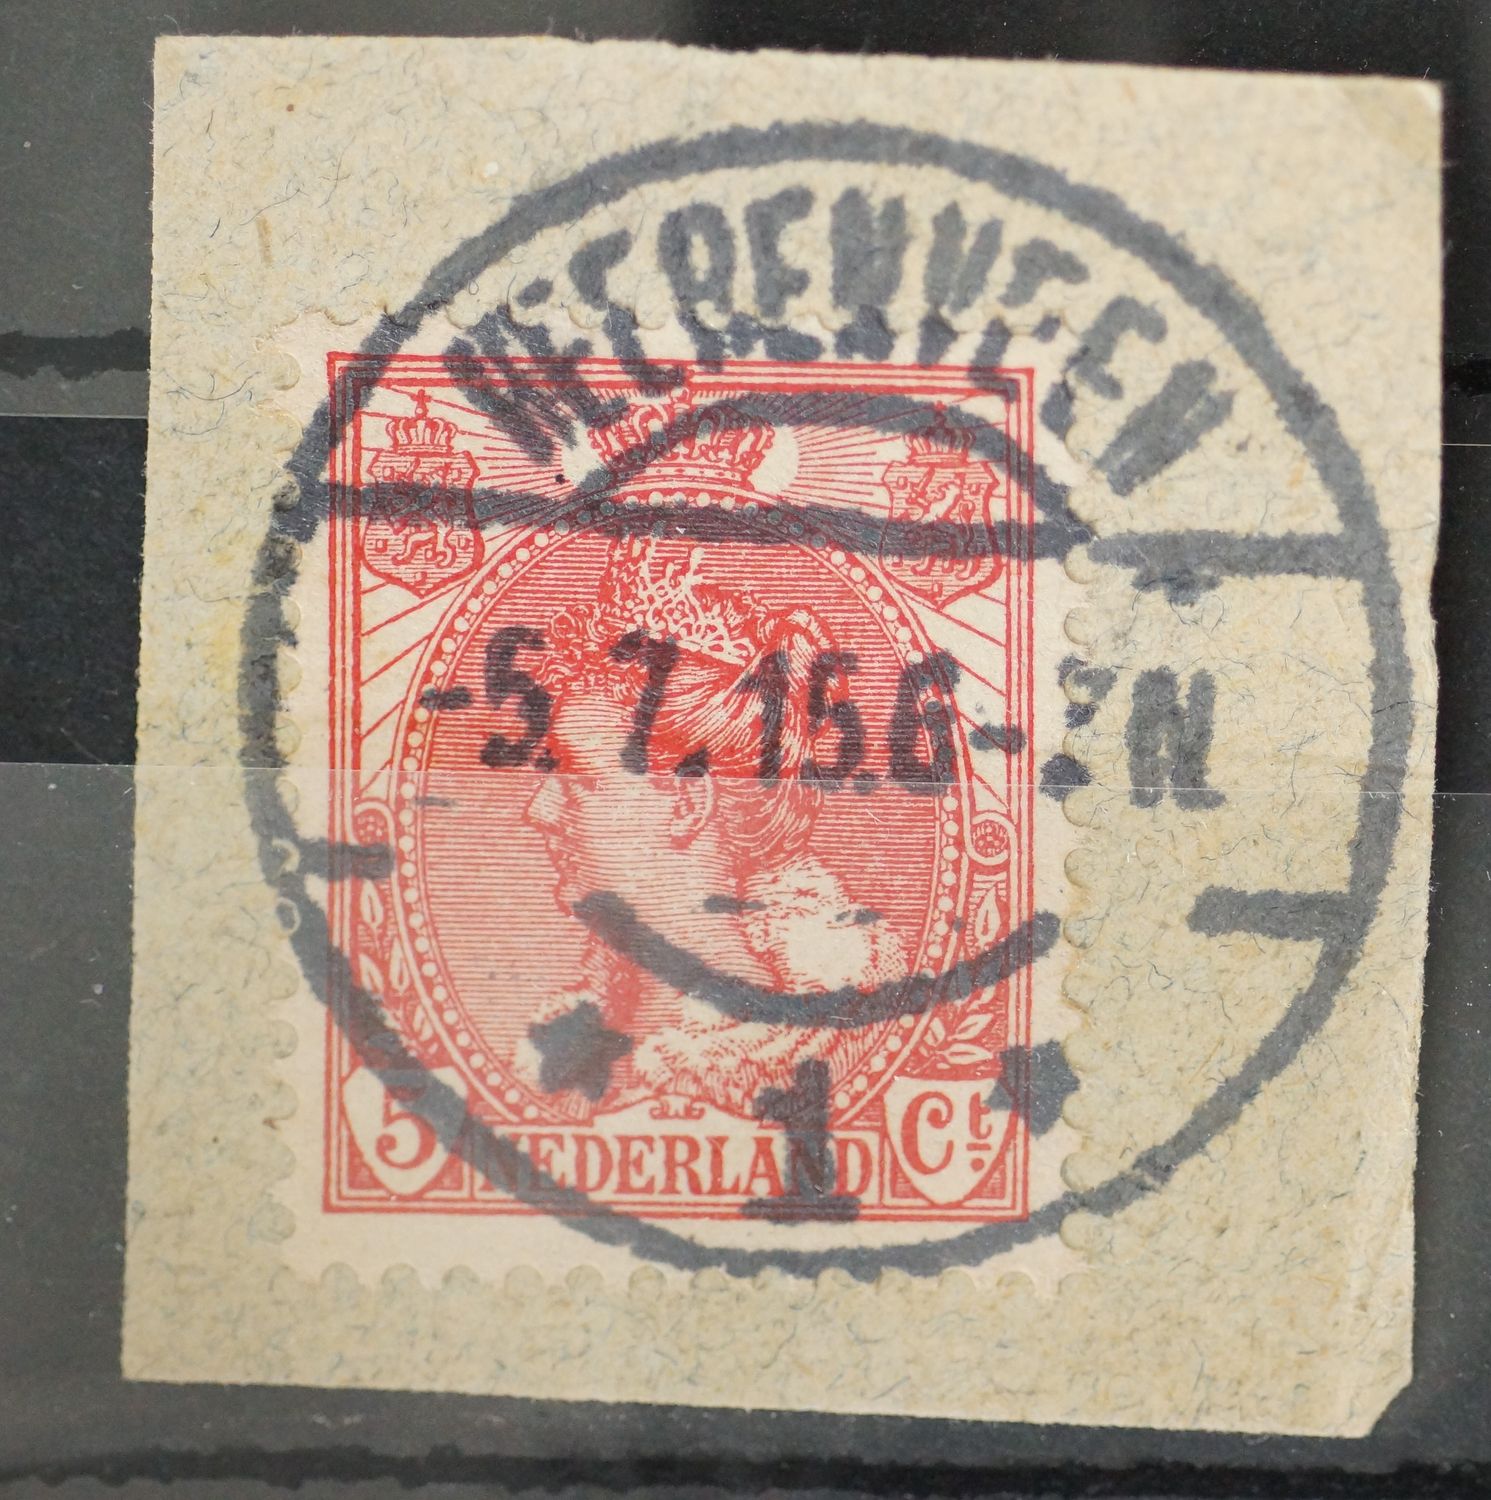 HEERENVEEN
-5.7.15.6-7N
1
5 NEDERLAND Ct.